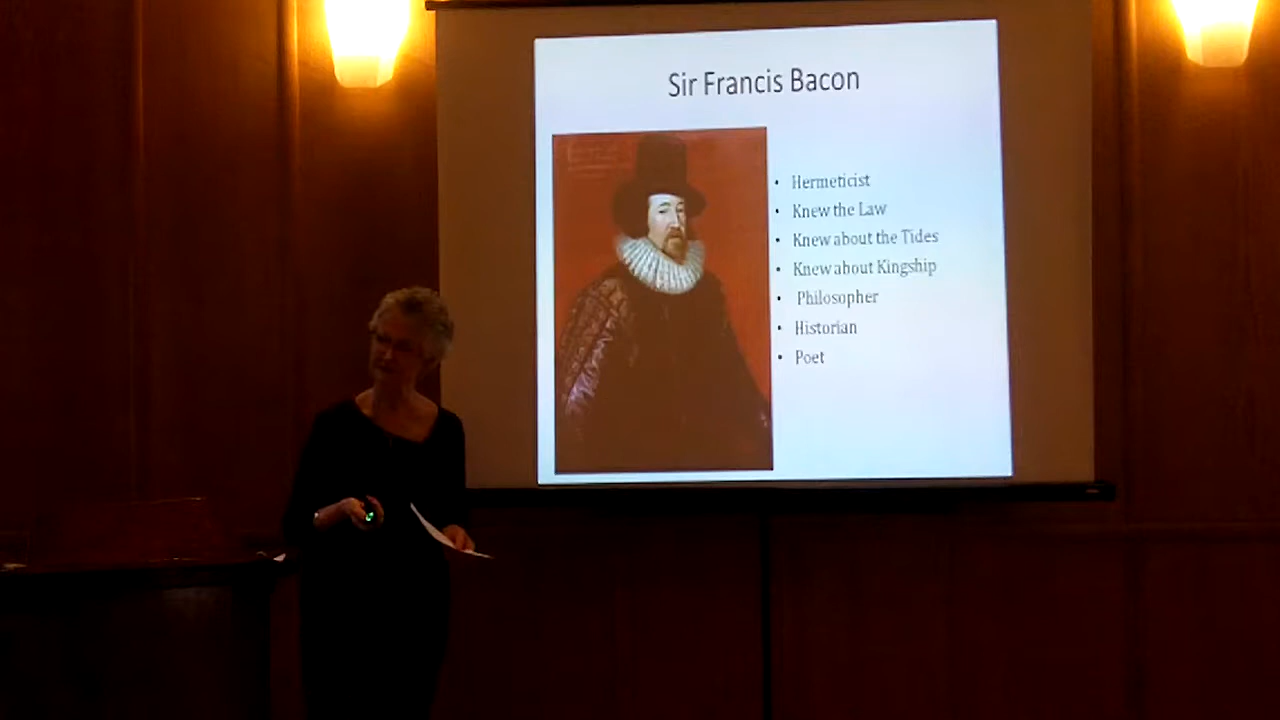 Sir Francis Bacon
• Hermeticist
• Knew the Law
• Knew about the Tides
• Knew about Kingship
• Philosopher
• Historian
• Poet